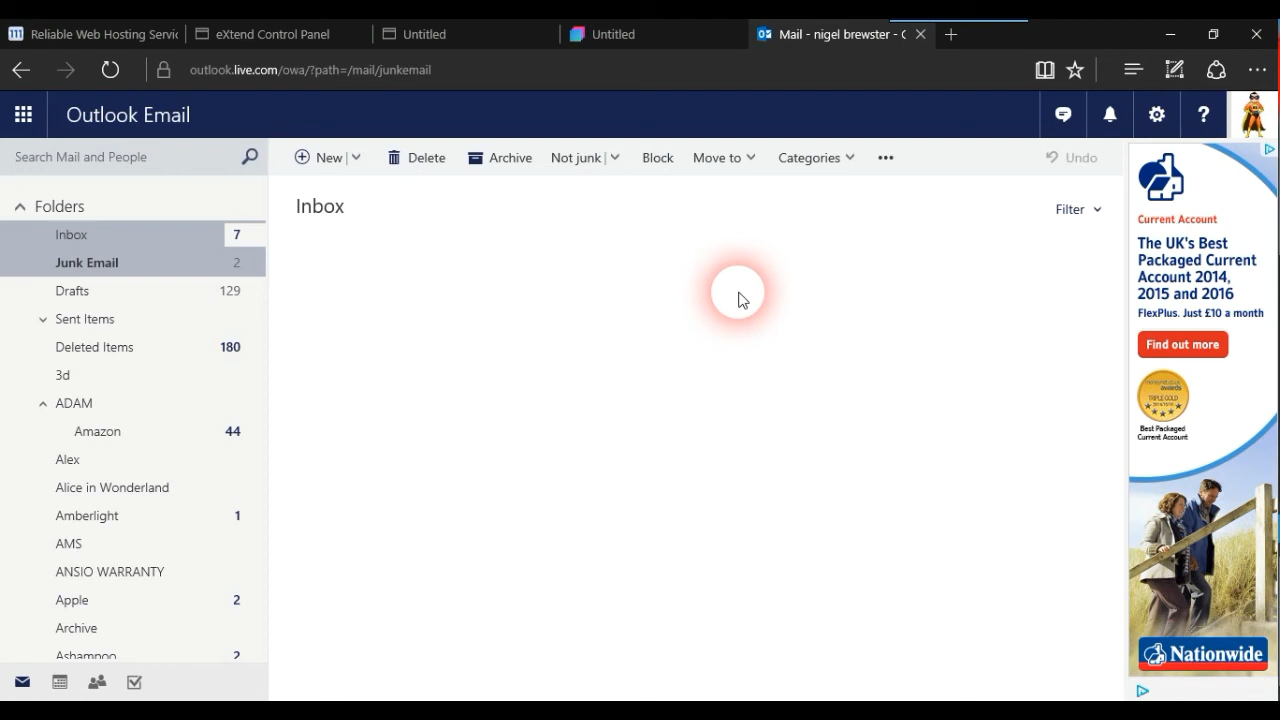 Reliable Web Hosting Servic
eXtend Control Panel
Untitled
Untitled
Mail - nigel brewster - O
outlook.live.com/owa/?path=/mail/junkemail
Outlook Email
Search Mail and People
New
Delete
Archive
Not junk
Block
Move to
Categories
Undo
Folders
Inbox 7
Junk Email 2
Drafts 129
Sent Items
Deleted Items 180
3d
ADAM
Amazon 44
Alex
Alice in Wonderland
Amberlight 1
AMS
ANSIO WARRANTY
Apple 2
Archive
Ashampoo 2
Inbox
Filter
Current Account
The UK's Best
Packaged Current
Account 2014,
2015 and 2016
FlexPlus. Just £10 a month
Find out more
awards
TRIPLE GOLD
Best Packaged
Current Account
Nationwide